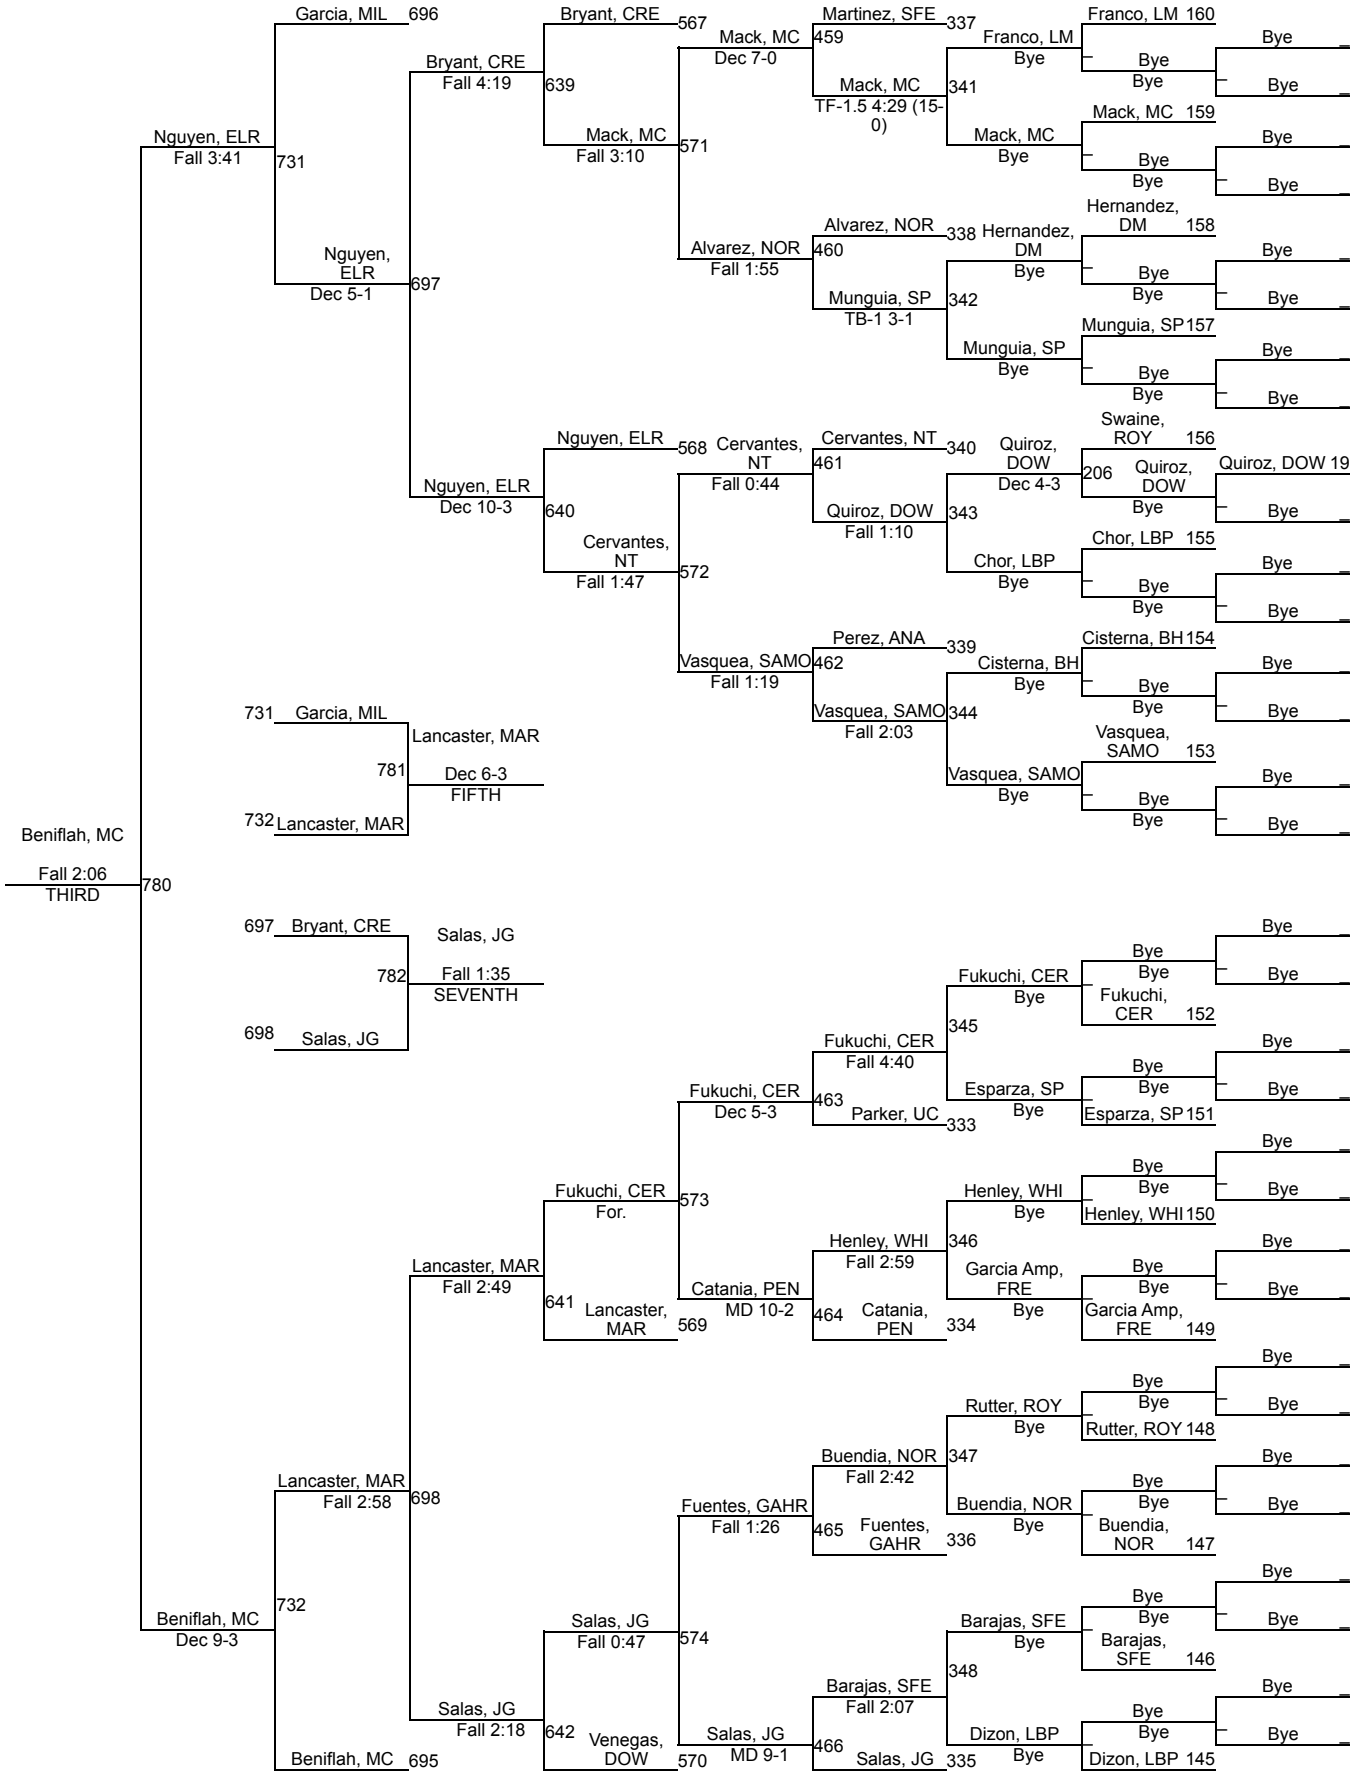 Garcia, MIL 696
Bryant, CRE 567
Martinez, SFE 337
Franco, LM 160
Bye
Mack, MC 459
Dec 7-0
Franco, LM
Bye
Bye
Bye
Bye
Bryant, CRE
Fall 4:19
639
Mack, MC 341
TF-1.5 4:29 (15-
0)
Mack, MC 159
Nguyen, ELR
Fall 3:41
731
Mack, MC
Fall 3:10
571
Mack, MC
Bye
Bye
Bye
Bye
Bye
Hernandez,
DM 158
Alvarez, NOR 338
Hernandez,
DM
Bye
Alvarez, NOR 460
Fall 1:55
Bye
Bye
Bye
Bye
Nguyen,
ELR
Dec 5-1
697
Munguia, SP 342
TB-1 3-1
Munguia, SP 157
Munguia, SP
Bye
Bye
Bye
Bye
Bye
Swaine,
ROY 156
Nguyen, ELR 568
Cervantes,
NT
Fall 0:44
461
Cervantes, NT 340
Quiroz,
DOW
Dec 4-3
206
Quiroz,
DOW
Bye
Quiroz, DOW 19
Bye
Nguyen, ELR
Dec 10-3
640
Quiroz, DOW 343
Fall 1:10
Chor, LBP 155
Cervantes,
NT
Fall 1:47
572
Chor, LBP
Bye
Bye
Bye
Bye
Bye
Perez, ANA 339
Cisterna, BH 154
Vasquea, SAMO 462
Fall 1:19
Cisterna, BH
Bye
Bye
Bye
Bye
Bye
731 Garcia, MIL
Vasquea, SAMO 344
Fall 2:03
Lancaster, MAR
781
Dec 6-3
FIFTH
Vasquea,
SAMO 153
Vasquea, SAMO
Bye
Bye
Bye
Bye
Bye
732 Lancaster, MAR
Beniflah, MC
Fall 2:06
THIRD
780
697 Bryant, CRE
Salas, JG
782
Fall 1:35
SEVENTH
698 Salas, JG
Bye
Bye
Bye
Bye
Fukuchi, CER
Bye
Fukuchi,
CER 152
345
Fukuchi, CER
Fall 4:40
Bye
Bye
Bye
Bye
Fukuchi, CER 463
Dec 5-3
Esparza, SP
Bye
Parker, UC 333
Esparza, SP 151
Bye
Bye
Bye
Bye
Fukuchi, CER 573
For.
Henley, WHI
Bye
Henley, WHI 150
Henley, WHI 346
Fall 2:59
Bye
Bye
Bye
Bye
Lancaster, MAR
Fall 2:49
641
Lancaster,
MAR 569
Catania, PEN
MD 10-2
464
Catania,
PEN 334
Garcia Amp,
FRE
Bye
Garcia Amp,
FRE 149
Bye
Bye
Bye
Bye
Rutter, ROY
Bye
Rutter, ROY 148
Buendia, NOR 347
Fall 2:42
Bye
Bye
Bye
Bye
Lancaster, MAR
Fall 2:58
698
Fuentes, GAHR
Fall 1:26
465
Fuentes,
GAHR 336
Buendia, NOR
Bye
Buendia,
NOR 147
Bye
Bye
Bye
Bye
732
Beniflah, MC
Dec 9-3
Salas, JG
Fall 0:47
574
Barajas, SFE
Bye
Barajas,
SFE 146
348
Barajas, SFE
Fall 2:07
Bye
Bye
Bye
Bye
Salas, JG
Fall 2:18
642
Venegas,
DOW 570
Salas, JG
MD 9-1
466
Salas, JG 335
Dizon, LBP
Bye
Dizon, LBP 145
Beniflah, MC 695